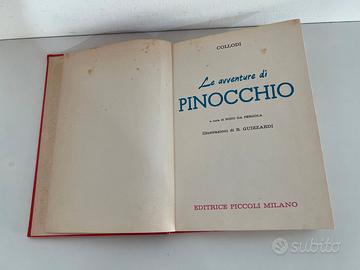 COLLODI
Le avventure di
PINOCCHIO
a cura di NINO DA PERGOLA
illustrazioni di R. GUIZZARDI
EDITRICE PICCOLI MILANO
subito